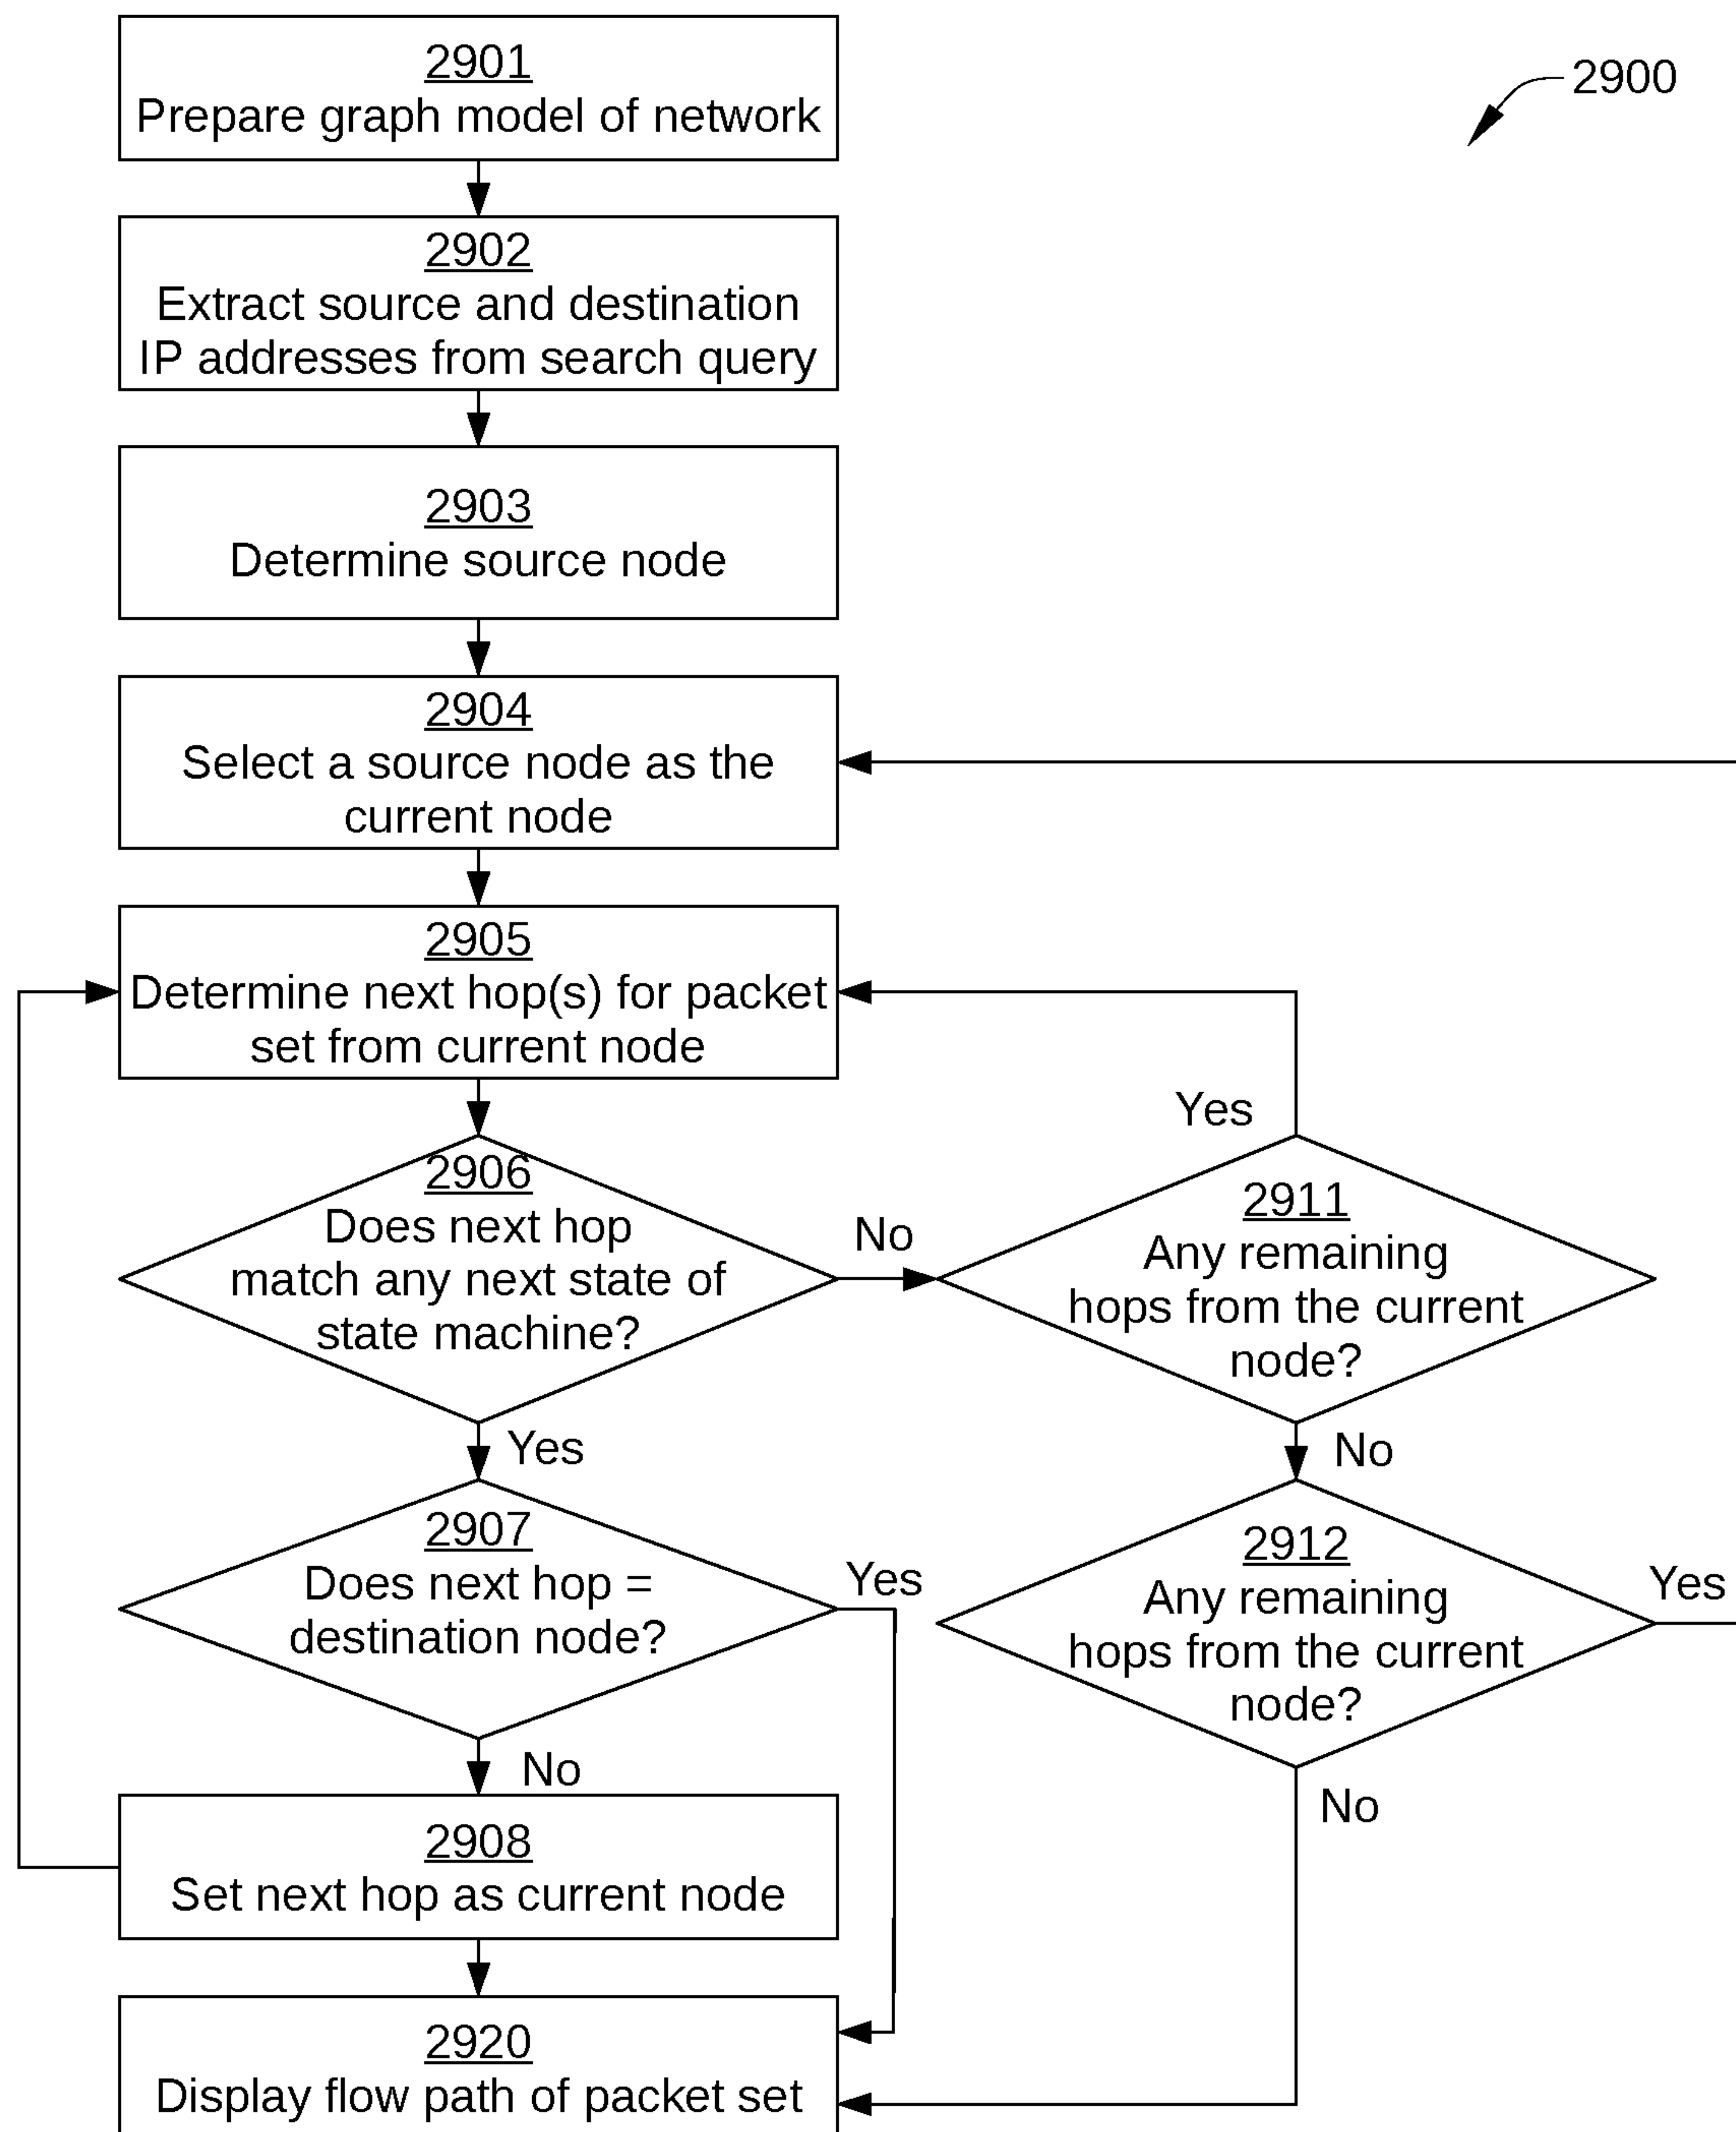 2901
Prepare graph model of network
2900
2902
Extract source and destination
IP addresses from search query
2903
Determine source node
2904
Select a source node as the
current node
2905
Determine next hop(s) for packet
set from current node
Yes
2906
Does next hop
match any next state of
state machine?
No
2911
Any remaining
hops from the current
node?
Yes
No
2907
Does next hop =
destination node?
Yes
2912
Any remaining
hops from the current
node?
Yes
No
No
2908
Set next hop as current node
2920
Display flow path of packet set